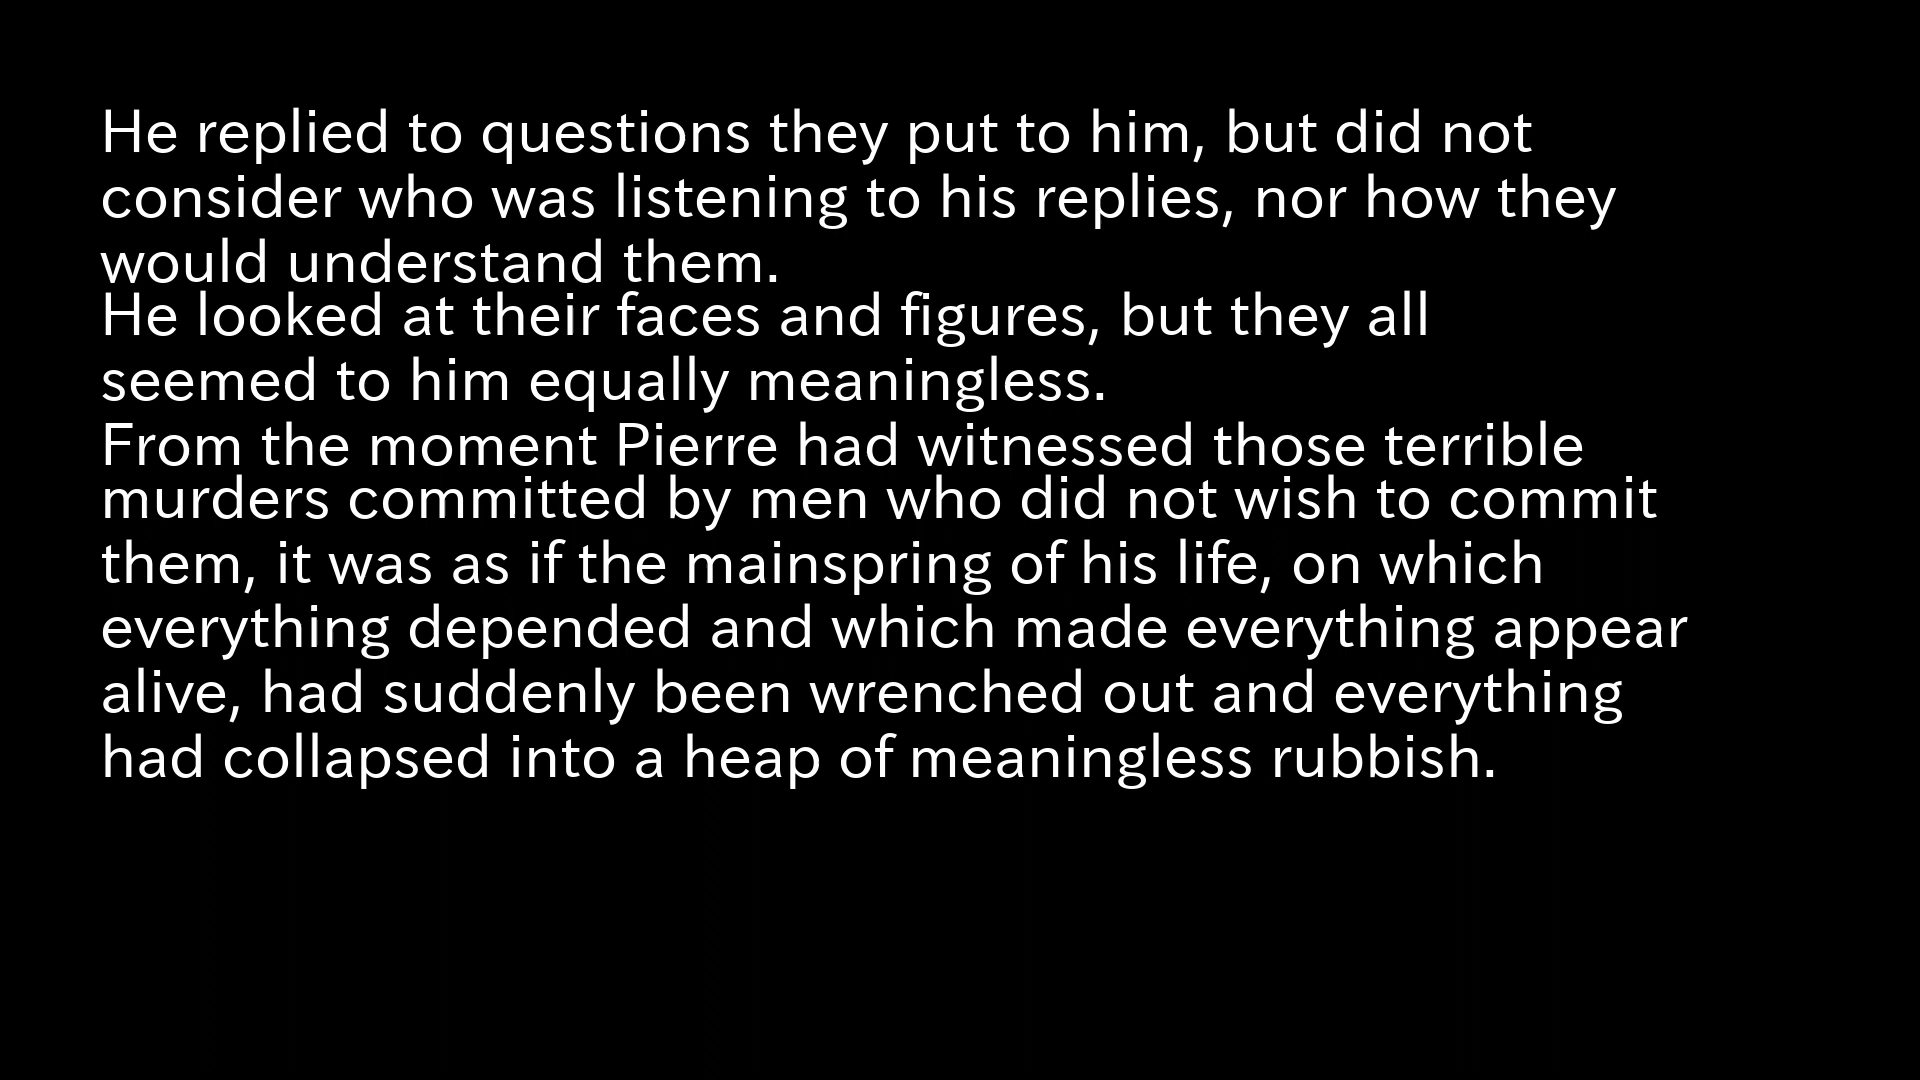 He replied to questions they put to him, but did not
consider who was listening to his replies, nor how they
would understand them.
He looked at their faces and figures, but they all
seemed to him equally meaningless.
From the moment Pierre had witnessed those terrible
murders committed by men who did not wish to commit
them, it was as if the mainspring of his life, on which
everything depended and which made everything appear
alive, had suddenly been wrenched out and everything
had collapsed into a heap of meaningless rubbish.